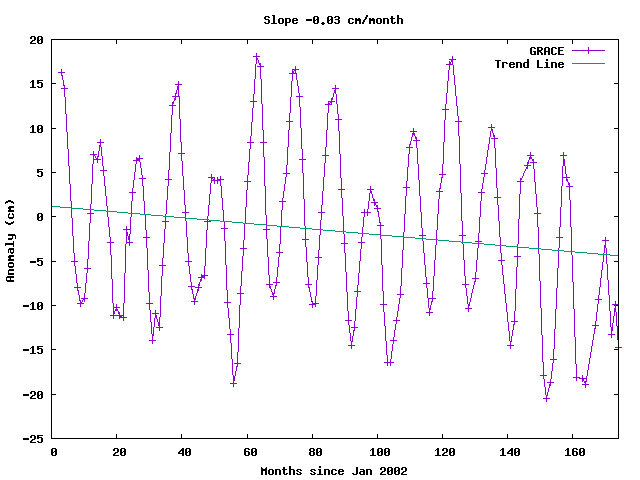 Slope -0.03 cm/month
20
GRACE
Trend Line
15
10
5
0
-5
-10
-15
-20
-25
Anomaly (cm)
0 20 40 60 80 100 120 140 160
Months since Jan 2002